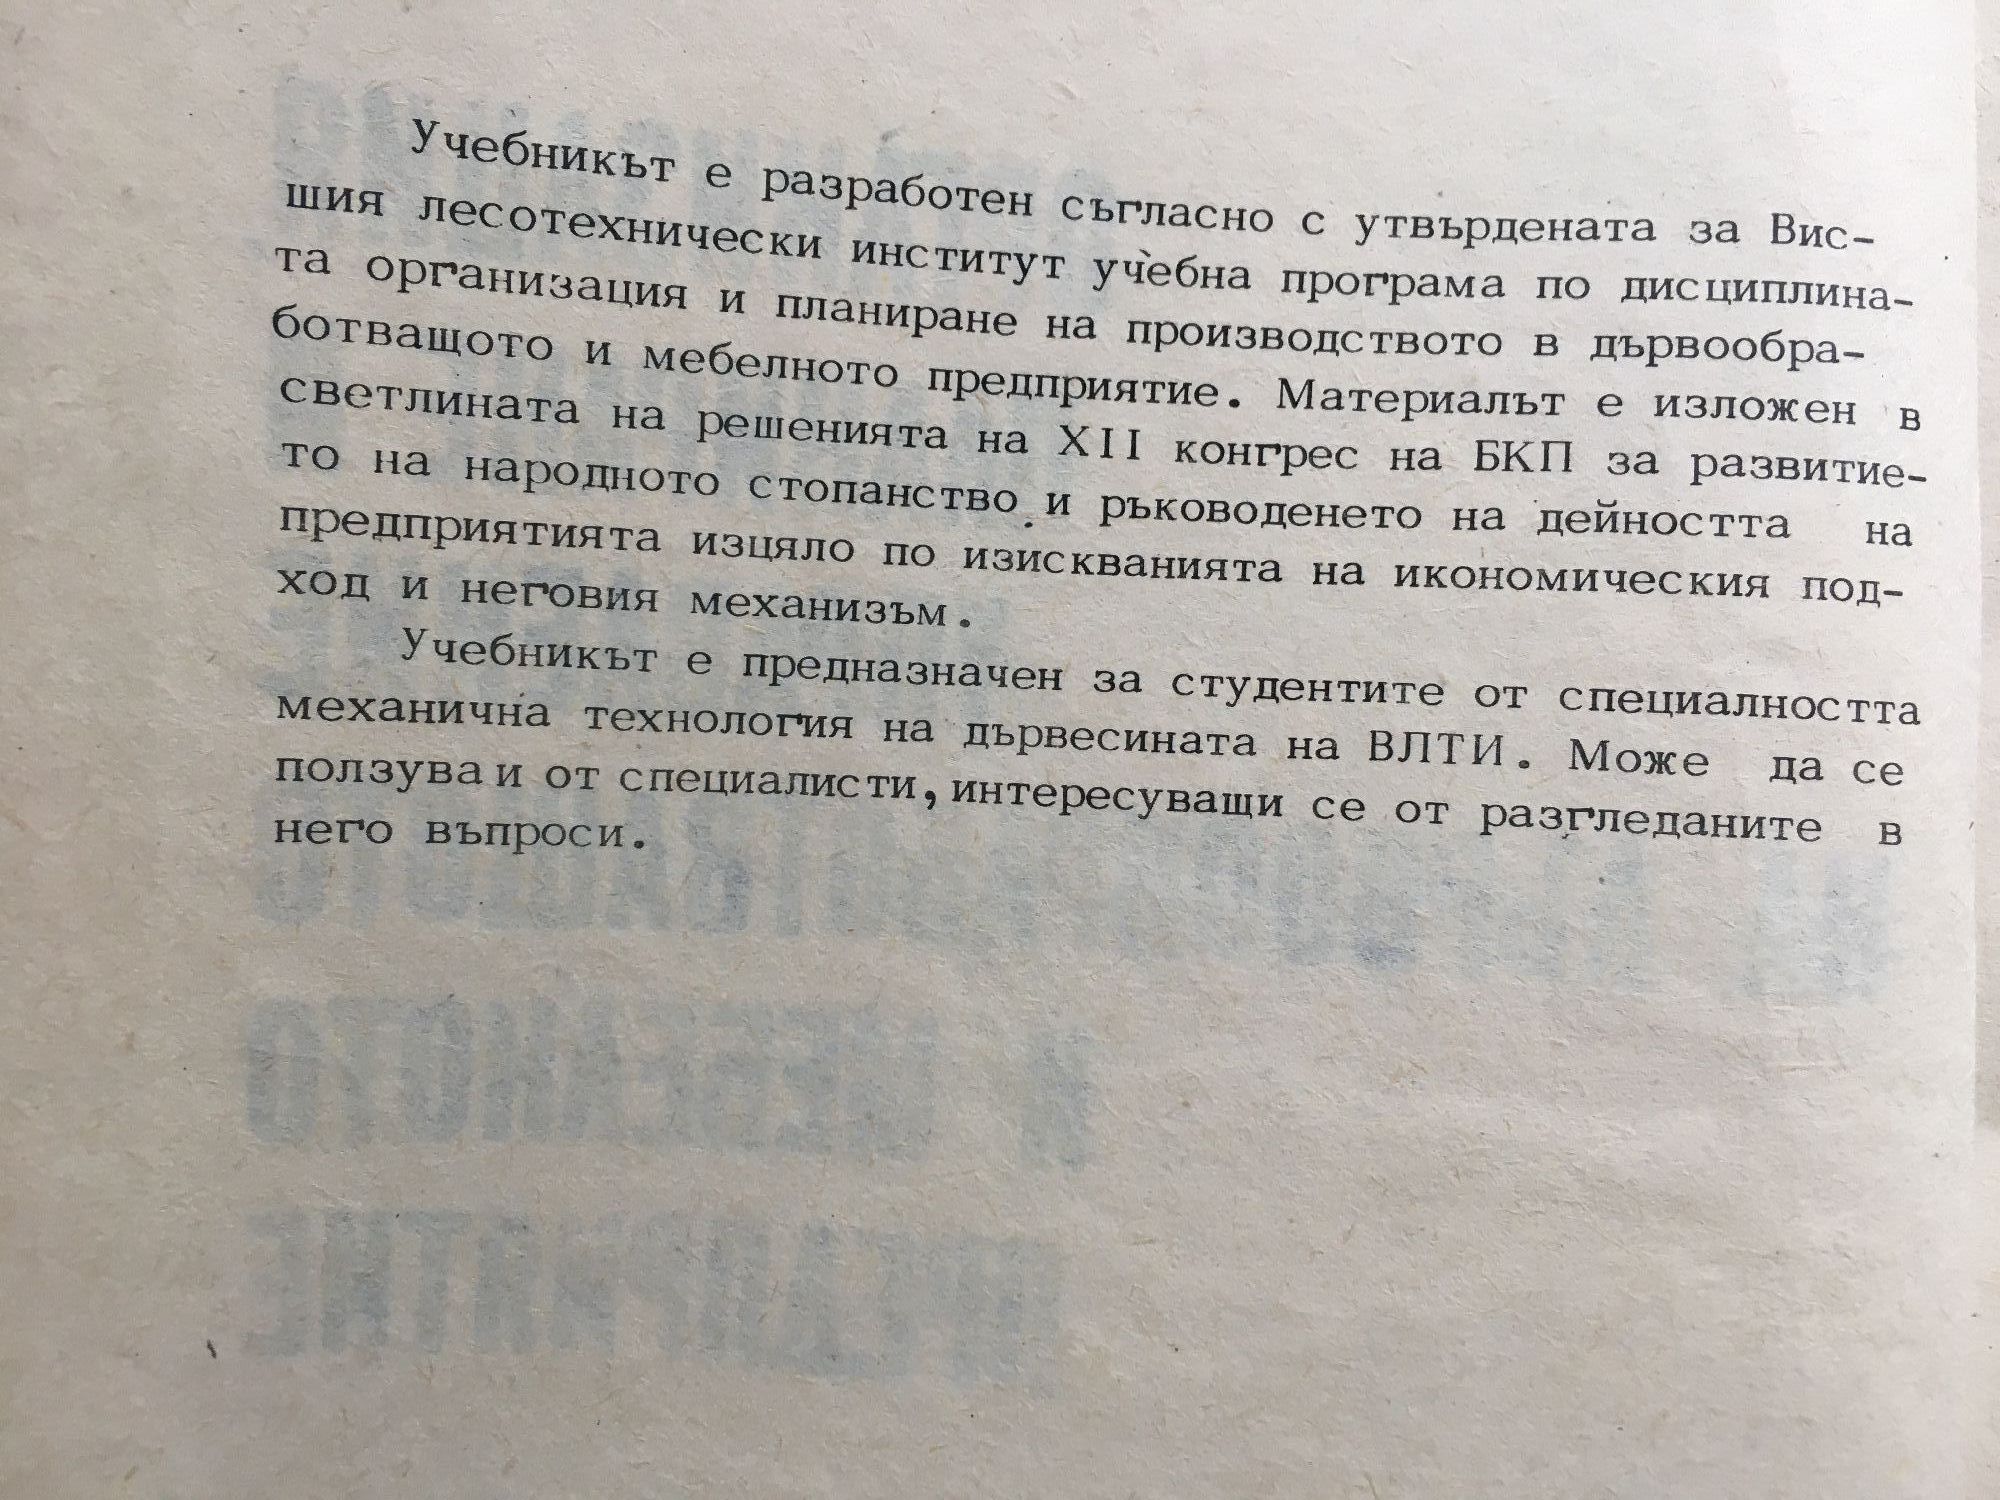 Учебникът е разработен съгласно с утвърдената за Вис-
шия лесотехнически институт учебна програма по дисциплина-
та организация и планиране на производството в дървообра-
ботващото и мебелното предприятие. Материалът е изложен в
светлината на решенията на XII конгрес на БКП за развитие-
то на народното стопанство и ръководенето на дейността на
предприятията изцяло по изискванията на икономическия под-
ход и неговия механизъм.
Учебникът е предназначен за студентите от специалността
механична технология на дървесината на ВЛТИ. Може да се
ползува и от специалисти, интересуващи се от разгледаните в
него въпроси.